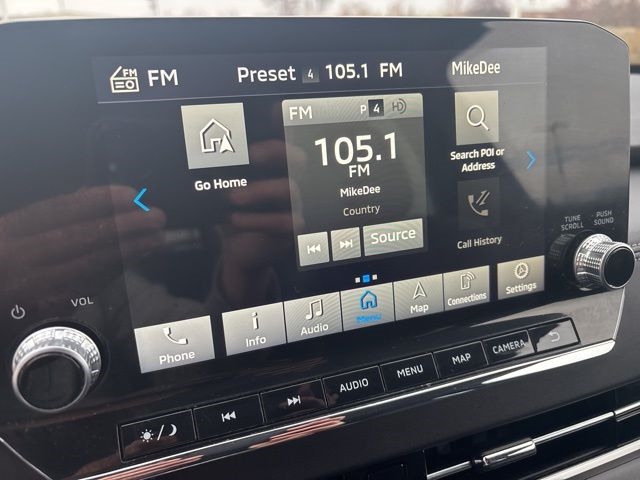 FM FM Preset 4 105.1 FM MikeDee
FM P 4 HD
Go Home
105.1
FM
MikeDee
Country
Source
Search POI or
Address
Call History
TUNE
SCROLL
PUSH
SOUND
VOL
Phone
Info
Audio
Menu
Map
Connections
Settings
AUDIO MENU MAP CAMERA